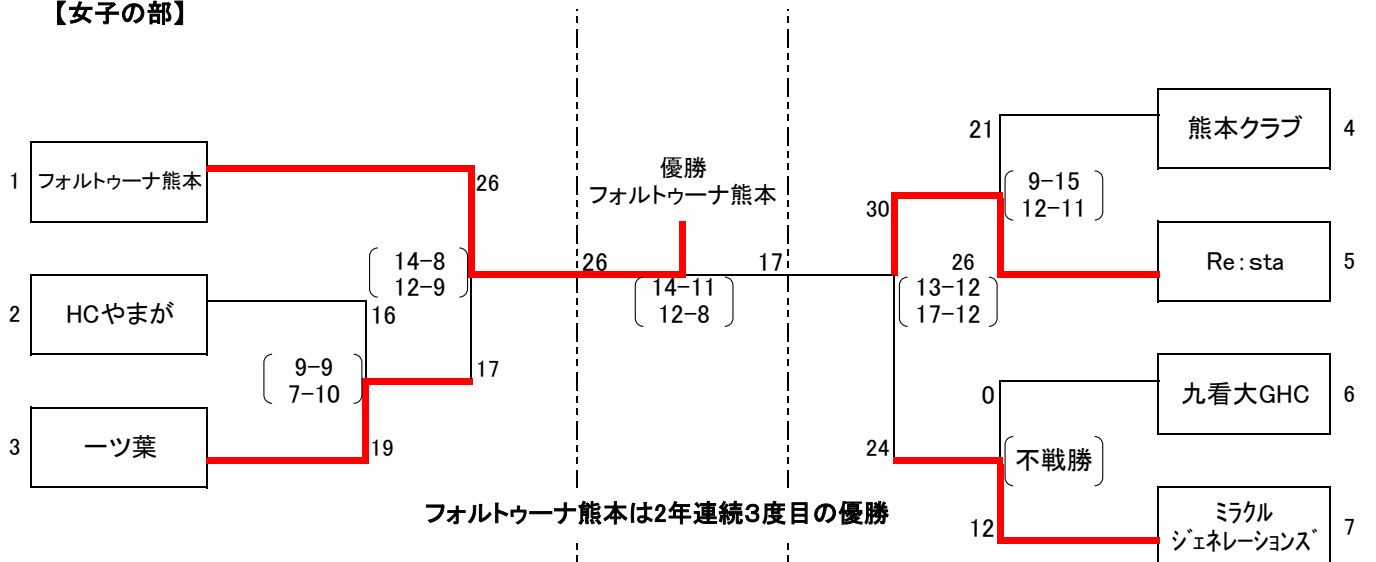 【女子の部】
1
フォルトゥーナ熊本
26
14-8
12-9
2
HCやまが
16
9-9
7-10
17
3
一ツ葉
19
優勝
フォルトゥーナ熊本
26
17
14-11
12-8
21
熊本クラブ
4
9-15
12-11
30
26
Re:sta
5
13-12
17-12
0
九看大GHC
6
24
不戦勝
12
ミラクル
ジェネレーションズ
7
フォルトゥーナ熊本は2年連続3度目の優勝